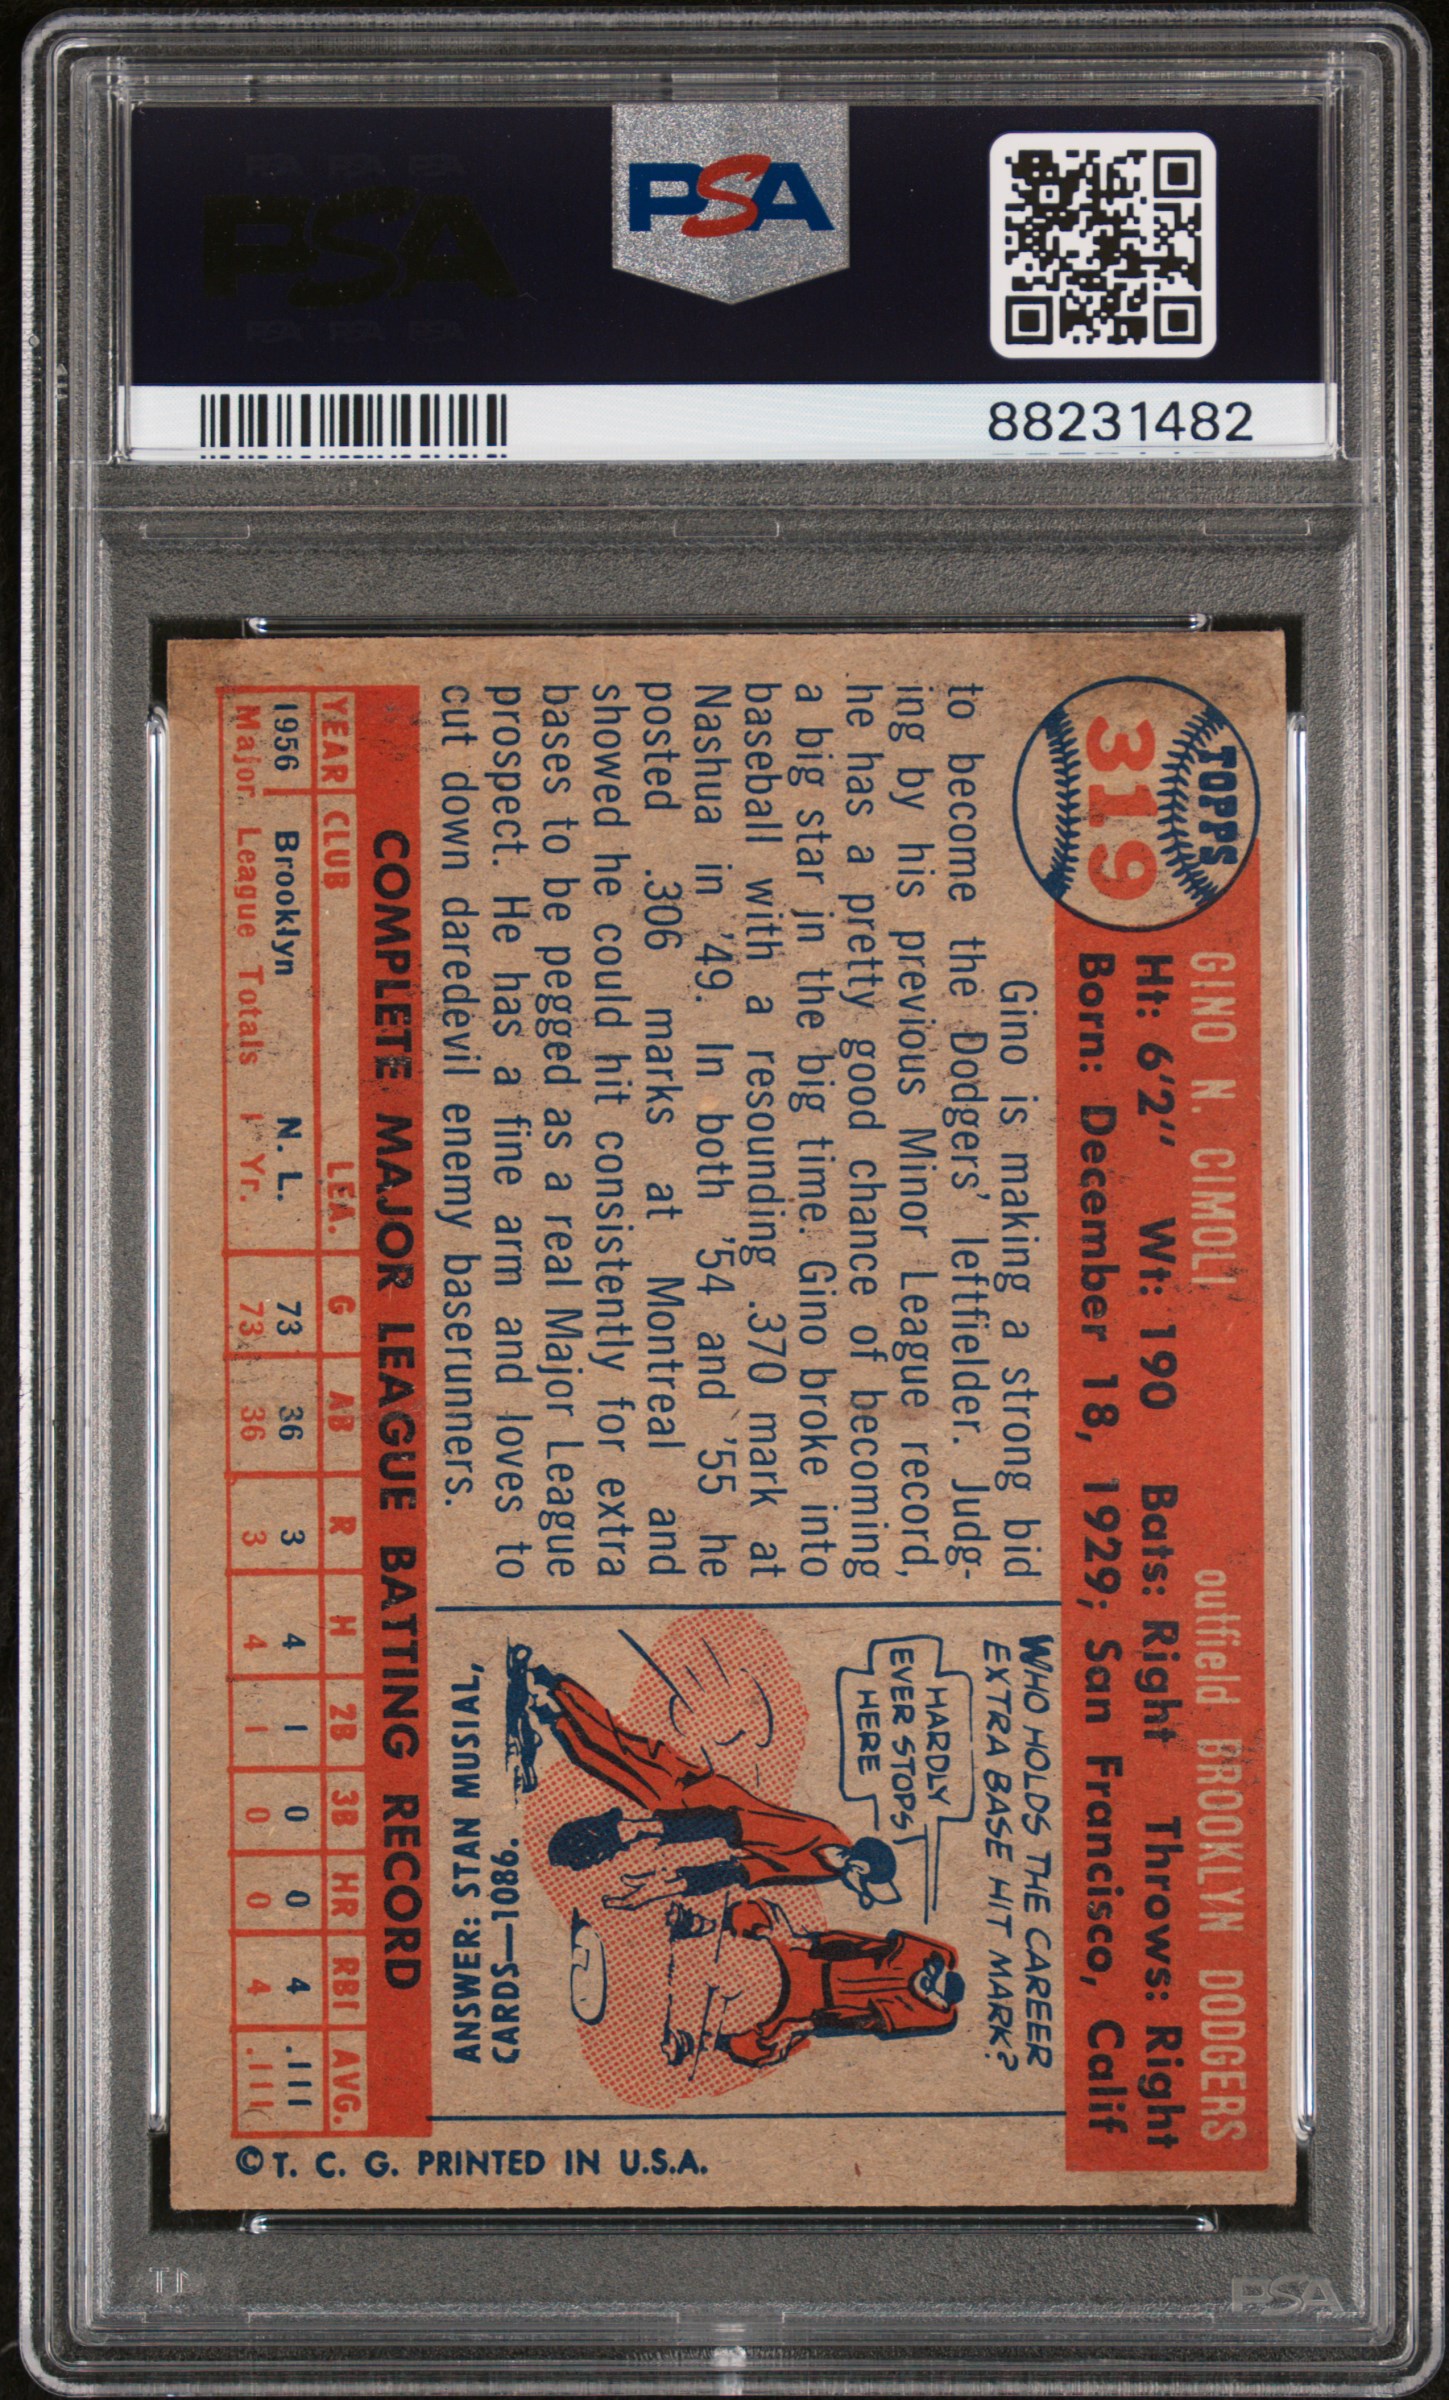 PSA PSA PSA
PSA
PSA PSA PSA
PSA
88231482
TOPPS
319
GINO N. CIMOLI
outfield BROOKLYN DODGERS
Ht: 6'2" Wt: 190 Bats: Right Throws: Right
Born: December 18, 1929; San Francisco, Calif
Gino is making a strong bid
to become the Dodgers' leftfielder. Judg-
ing by his previous Minor League record,
he has a pretty good chance of becoming
a big star in the big time. Gino broke into
baseball with a resounding .370 mark at
Nashua in '49. In both '54 and '55 he
posted .306 marks at Montreal and
showed he could hit consistently for extra
bases to be pegged as a real Major League
prospect. He has a fine arm and loves to
cut down daredevil enemy baserunners.
WHO HOLDS THE CAREER
EXTRA BASE HIT MARK?
HARDLY
EVER STOPS
HERE
ANSWER: STAN MUSIAL,
CARDS—1086.
COMPLETE MAJOR LEAGUE BATTING RECORD
YEAR CLUB LEA. G AB R H 2B 3B HR RBI AVG.
1956 Brooklyn N. L. 73 36 3 4 1 0 0 4 .111
Major League Totals 1 Yr. 73 36 3 4 1 0 0 4 .111
© T. C. G. PRINTED IN U.S.A.
PSA